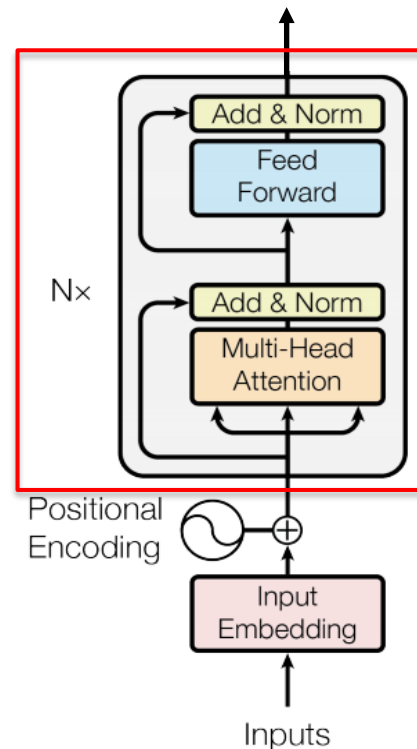 Add & Norm
Feed
Forward
N×
Add & Norm
Multi-Head
Attention
Positional
Encoding
Input
Embedding
Inputs